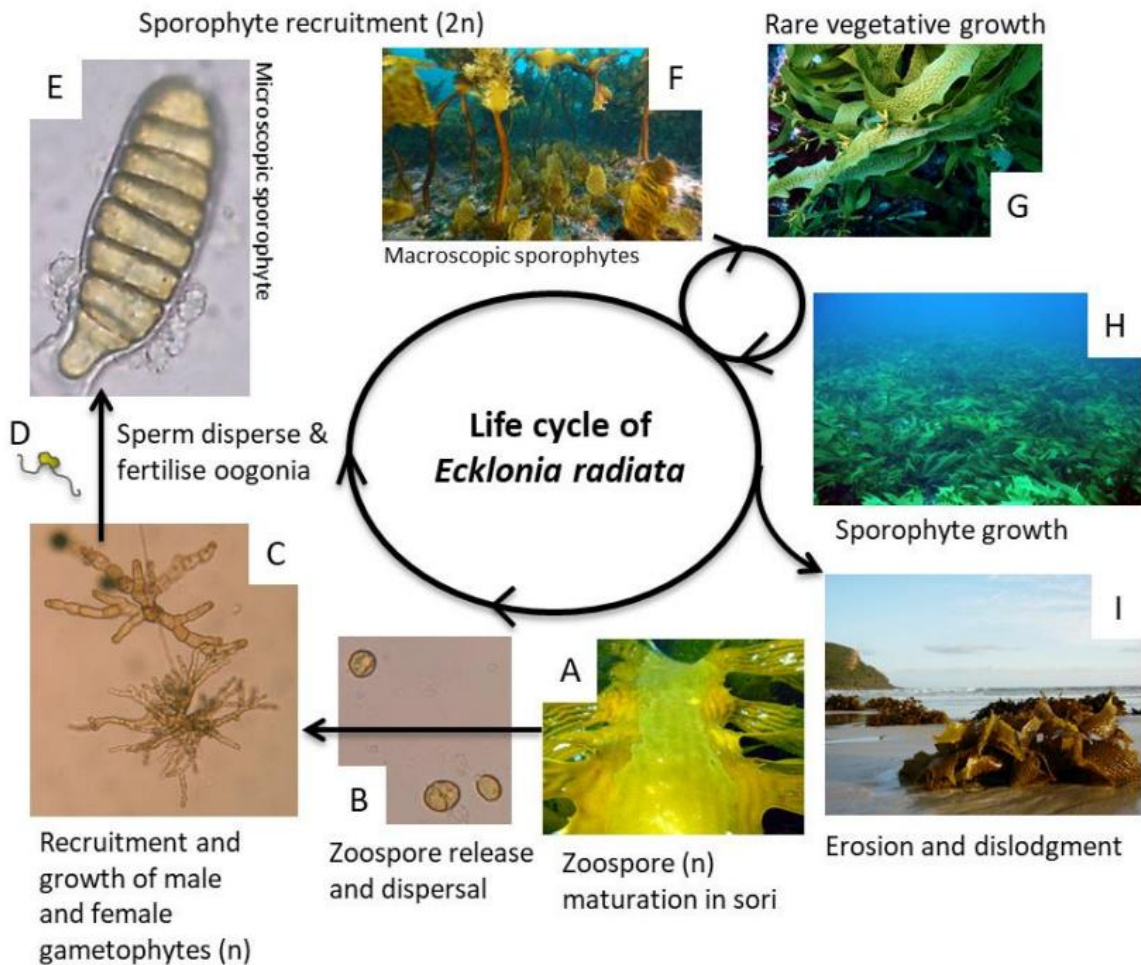 Sporophyte recruitment (2n)
Rare vegetative growth
E
Microscopic sporophyte
F
G
Macroscopic sporophytes
H
Life cycle of
Ecklonia radiata
D
Sperm disperse &
fertilise oogonia
Sporophyte growth
C
I
A
B
Recruitment and
growth of male
and female
gametophytes (n)
Zoospore release
and dispersal
Zoospore (n)
maturation in sori
Erosion and dislodgment